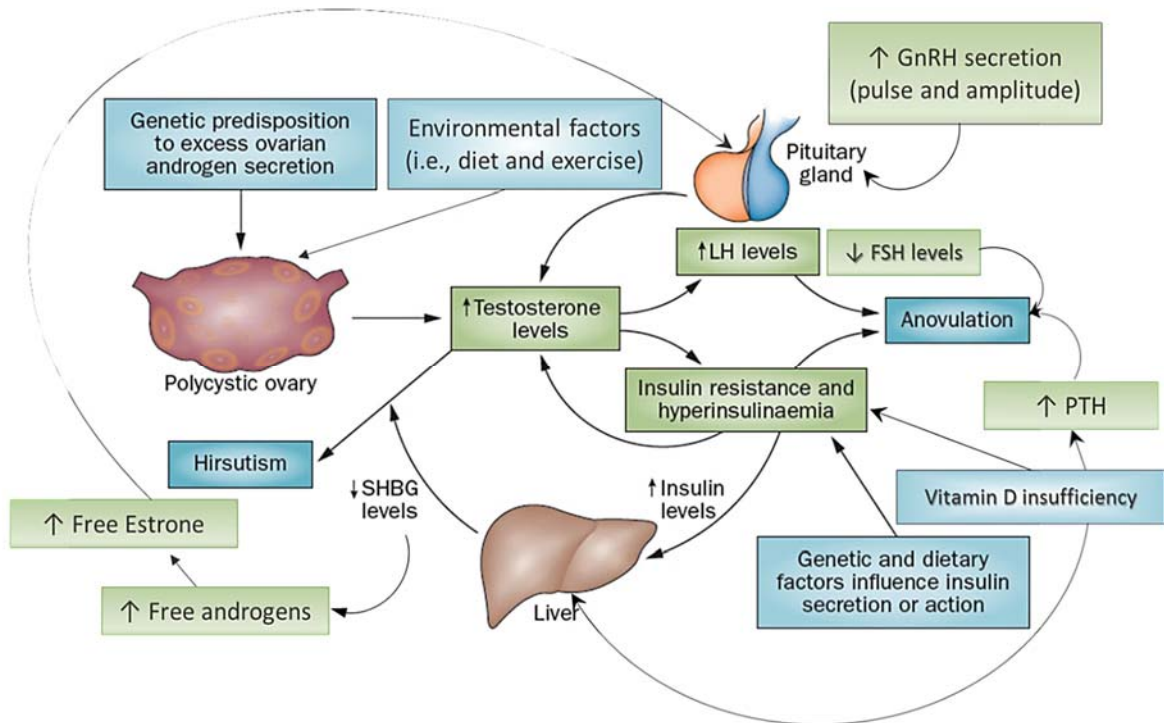 ↑ GnRH secretion
(pulse and amplitude)
Genetic predisposition
to excess ovarian
androgen secretion
Environmental factors
(i.e., diet and exercise)
Pituitary
gland
↑LH levels
↓ FSH levels
↑Testosterone
levels
Anovulation
Polycystic ovary
Insulin resistance and
hyperinsulinaemia
↑ PTH
Hirsutism
↓SHBG
levels
↑Insulin
levels
Vitamin D insufficiency
↑ Free Estrone
Genetic and dietary
factors influence insulin
secretion or action
↑ Free androgens
Liver